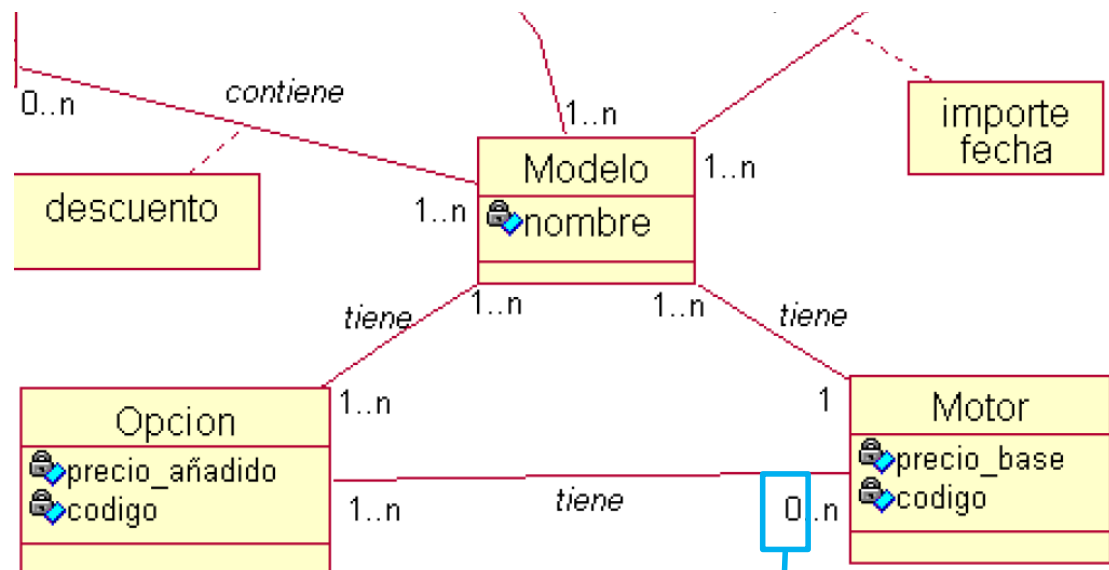 0..n
contiene
1..n
importe
fecha
Modelo
1..n
descuento
1..n
nombre
tiene
1..n
1..n
tiene
Opcion
1..n
1
Motor
precio_añadido
codigo
precio_base
codigo
1..n
tiene
0..n